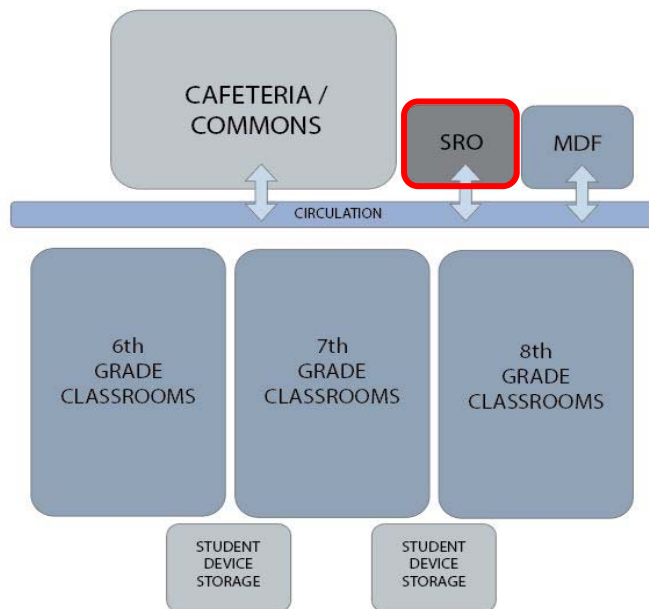 CAFETERIA /
COMMONS
SRO
MDF
CIRCULATION
6th
GRADE
CLASSROOMS
7th
GRADE
CLASSROOMS
8th
GRADE
CLASSROOMS
STUDENT
DEVICE
STORAGE
STUDENT
DEVICE
STORAGE